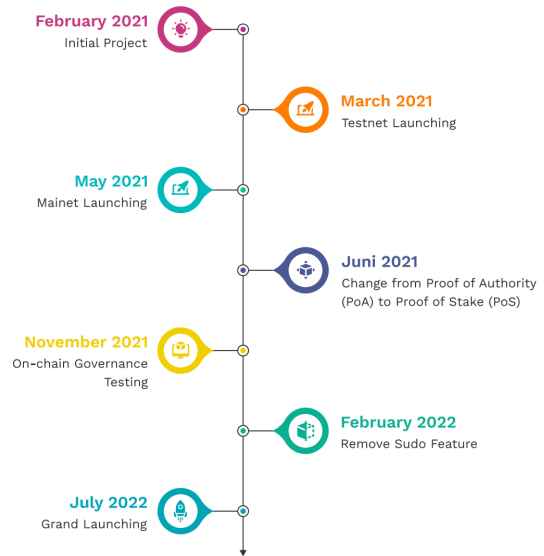 February 2021
Initial Project
March 2021
Testnet Launching
May 2021
Mainet Launching
Juni 2021
Change from Proof of Authority
(PoA) to Proof of Stake (PoS)
November 2021
On-chain Governance
Testing
February 2022
Remove Sudo Feature
July 2022
Grand Launching